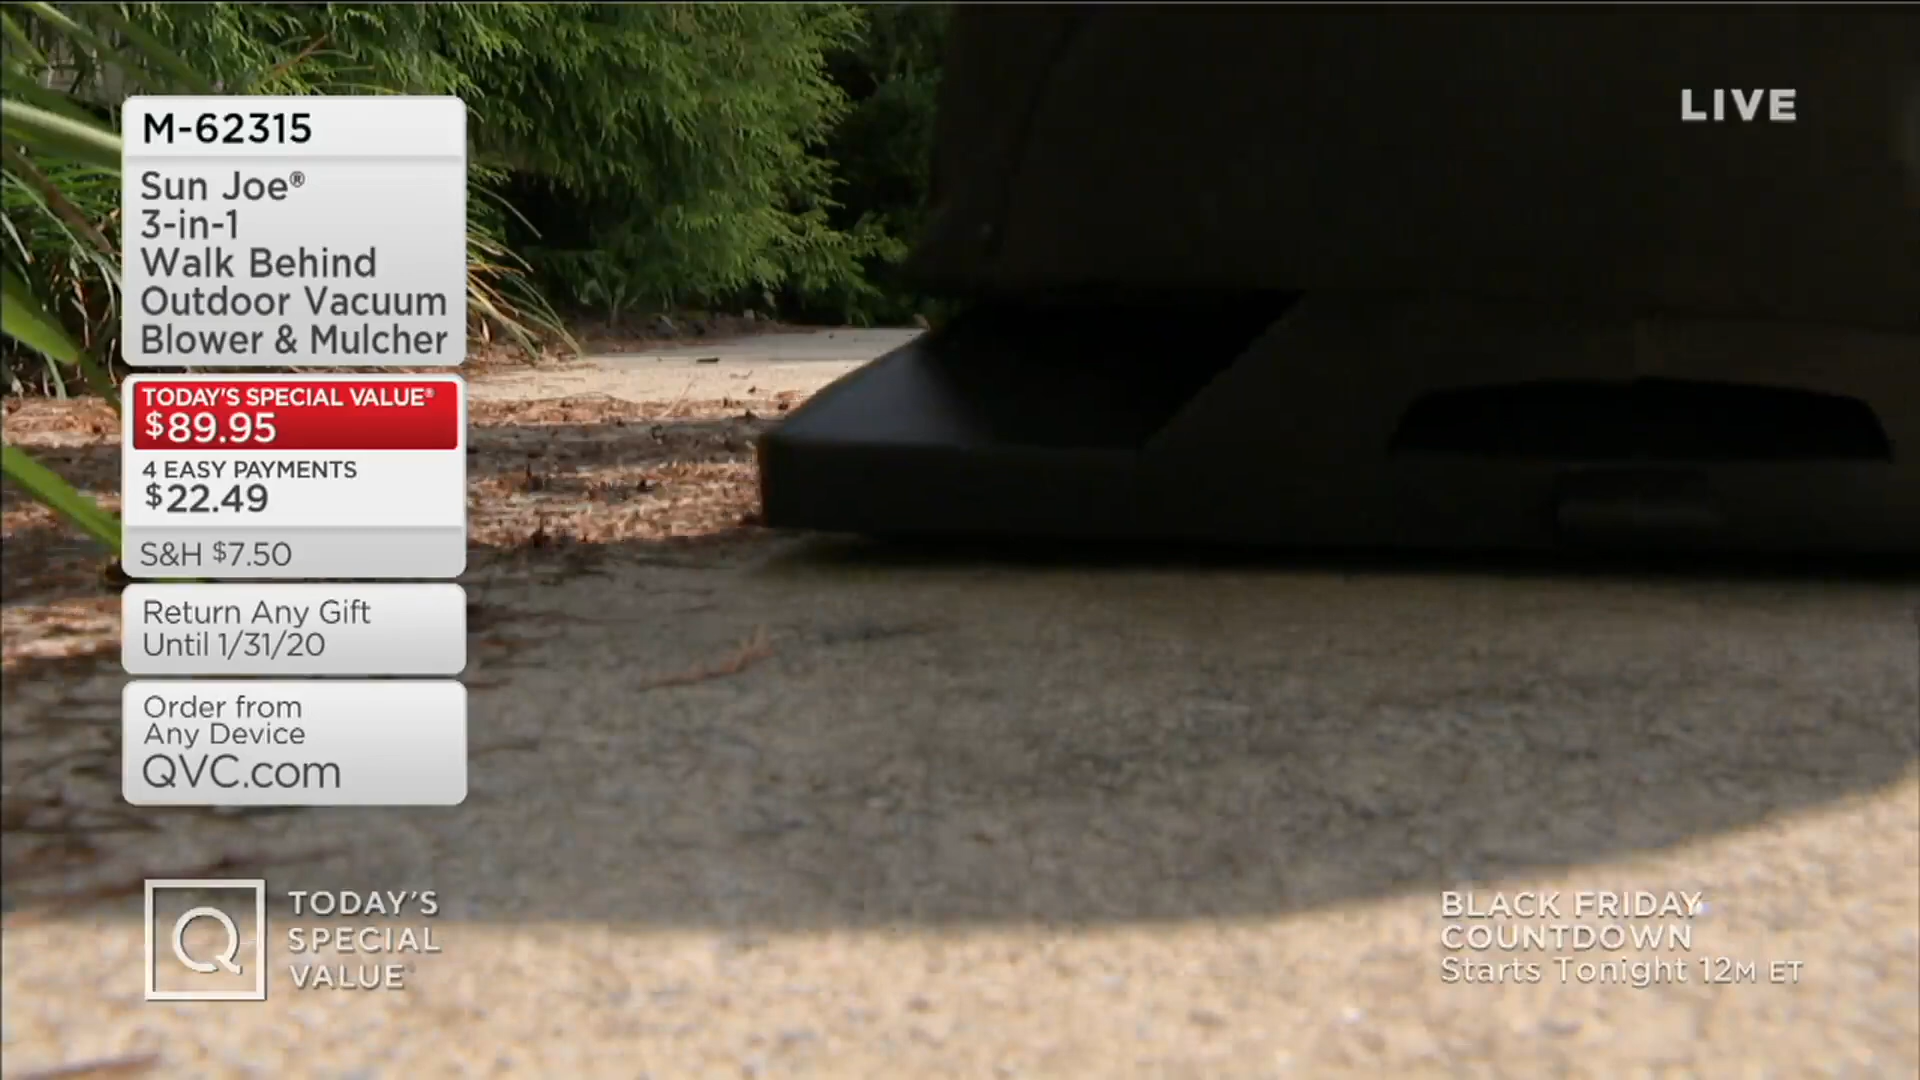 M-62315
Sun Joe®
3-in-1
Walk Behind
Outdoor Vacuum
Blower & Mulcher
TODAY'S SPECIAL VALUE®
$89.95
4 EASY PAYMENTS
$22.49
S&H $7.50
Return Any Gift
Until 1/31/20
Order from
Any Device
QVC.com
LIVE
Q
TODAY'S
SPECIAL
VALUE
BLACK FRIDAY
COUNTDOWN
Starts Tonight 12M ET